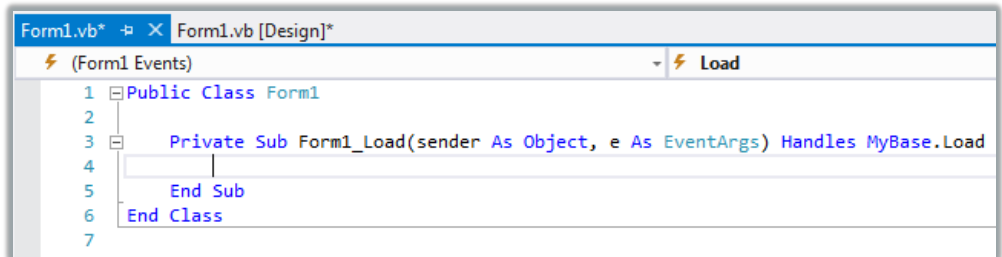 Form1.vb* Form1.vb [Design]*
(Form1 Events) Load
1 Public Class Form1
2
3 Private Sub Form1_Load(sender As Object, e As EventArgs) Handles MyBase.Load
4
5 End Sub
6 End Class
7